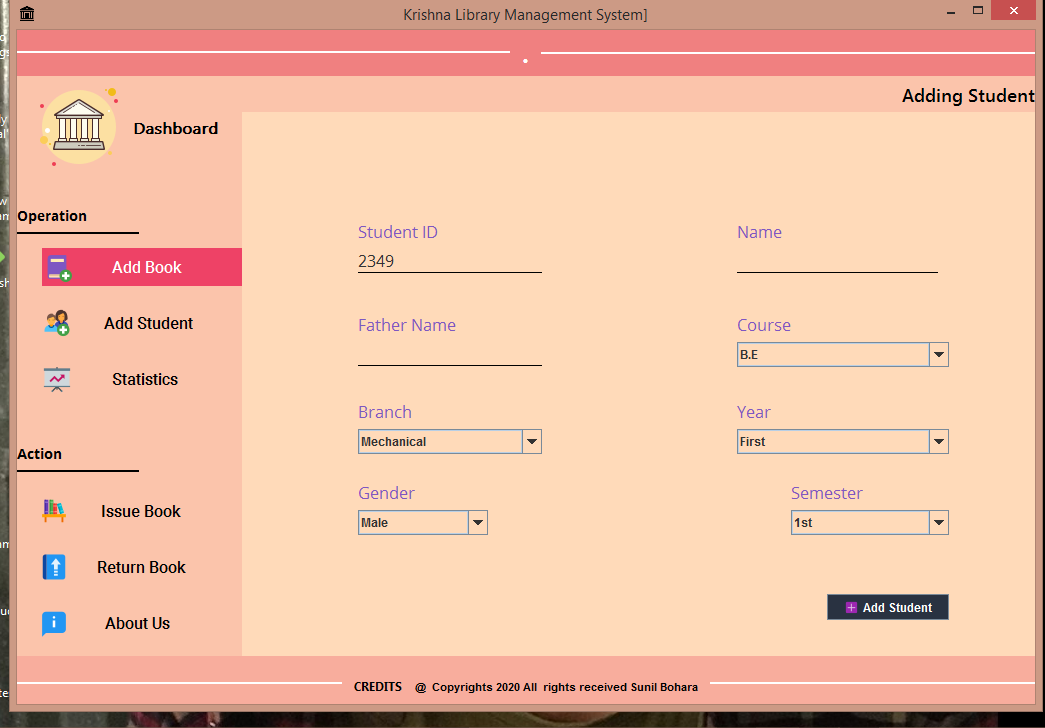 Krishna Library Management System]
Adding Student
Dashboard
Operation
Add Book
Add Student
Statistics
Action
Issue Book
Return Book
About Us
Student ID
2349
Name
Father Name
Course
B.E
Branch
Mechanical
Year
First
Gender
Male
Semester
1st
Add Student
CREDITS @ Copyrights 2020 All rights received Sunil Bohara